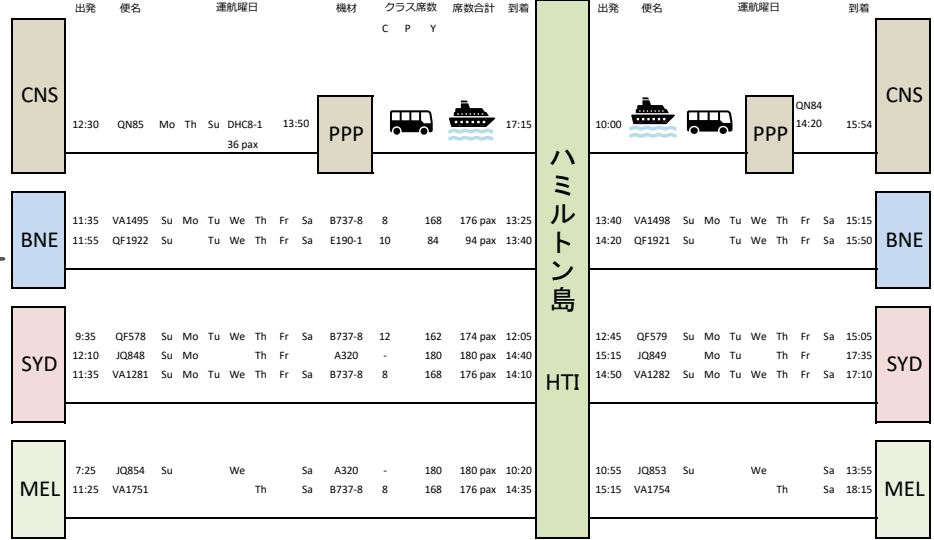 出発 便名 運航曜日 機材 クラス席数 席数合計 到着 出発 便名 運航曜日 到着
C P Y
CNS
12:30 QN85 Mo Th Su DHC8-1 13:50 PPP 17:15
36 pax
10:00 PPP QN84
14:20 15:54
CNS
BNE
11:35 VA1495 Su Mo Tu We Th Fr Sa B737-8 8 168 176 pax 13:25
11:55 QF1922 Su Tu We Th Fr Sa E190-1 10 84 94 pax 13:40
13:40 VA1498 Su Mo Tu We Th Fr Sa 15:15
14:20 QF1921 Su Tu We Th Fr Sa 15:50
BNE
ハミルトン島
HTI
SYD
9:35 QF578 Su Mo Tu We Th Fr Sa B737-8 12 162 174 pax 12:05
12:10 JQ848 Su Mo Th Fr A320 - 180 180 pax 14:40
11:35 VA1281 Su Mo Tu We Th Fr Sa B737-8 8 168 176 pax 14:10
12:45 QF579 Su Mo Tu We Th Fr Sa 15:05
15:15 JQ849 Mo Tu Th Fr 17:35
14:50 VA1282 Su Mo Tu We Th Fr Sa 17:10
SYD
MEL
7:25 JQ854 Su We Sa A320 - 180 180 pax 10:20
11:25 VA1751 Th Sa B737-8 8 168 176 pax 14:35
10:55 JQ853 Su We Sa 13:55
15:15 VA1754 Th Sa 18:15
MEL